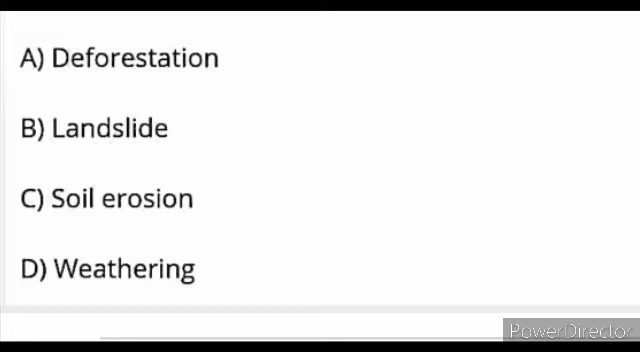 A) Deforestation
B) Landslide
C) Soil erosion
D) Weathering
PowerDirector